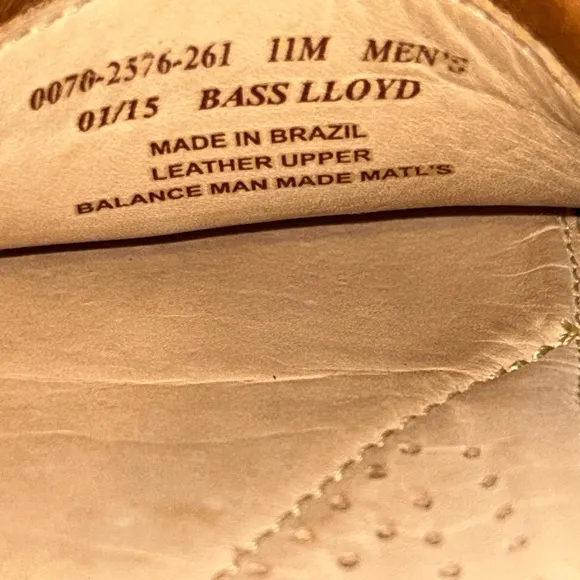 0070-2576-261 11M MEN'S
01/15 BASS LLOYD
MADE IN BRAZIL
LEATHER UPPER
BALANCE MAN MADE MATL'S